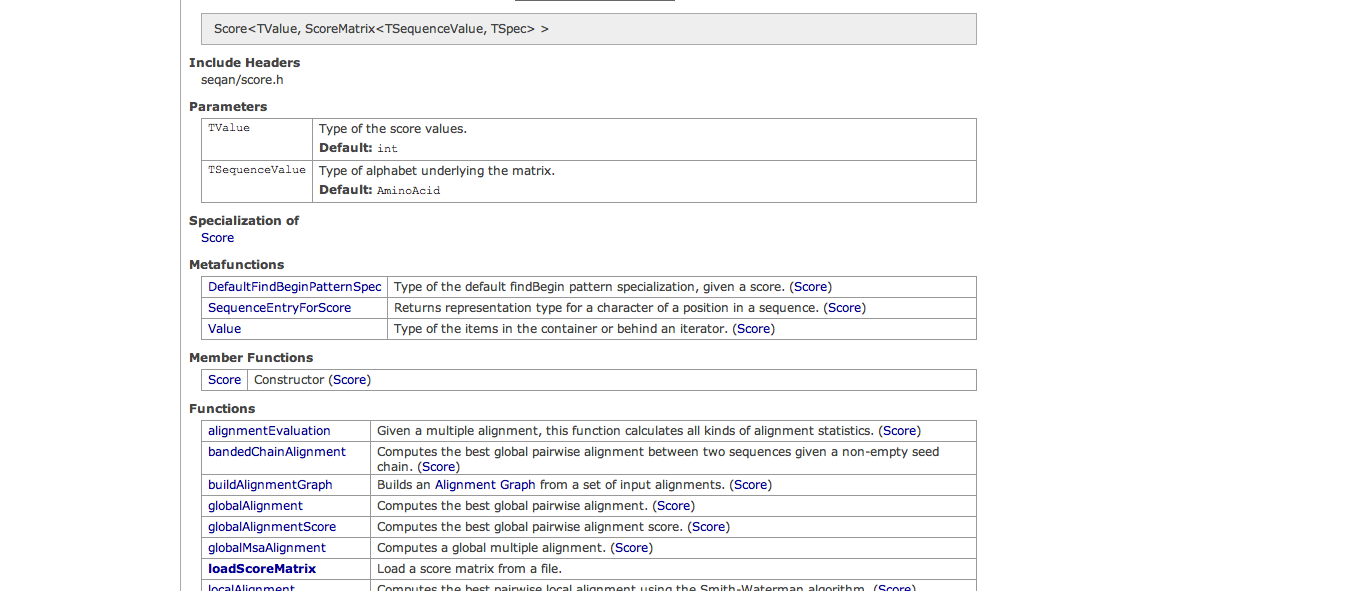 Score<TValue, ScoreMatrix<TSequenceValue, TSpec> >
Include Headers
seqan/score.h
Parameters
TValue Type of the score values.
Default: int
TSequenceValue Type of alphabet underlying the matrix.
Default: AminoAcid
Specialization of
Score
Metafunctions
DefaultFindBeginPatternSpec Type of the default findBegin pattern specialization, given a score. (Score)
SequenceEntryForScore Returns representation type for a character of a position in a sequence. (Score)
Value Type of the items in the container or behind an iterator. (Score)
Member Functions
Score Constructor (Score)
Functions
alignmentEvaluation Given a multiple alignment, this function calculates all kinds of alignment statistics. (Score)
bandedChainAlignment Computes the best global pairwise alignment between two sequences given a non-empty seed
chain. (Score)
buildAlignmentGraph Builds an Alignment Graph from a set of input alignments. (Score)
globalAlignment Computes the best global pairwise alignment. (Score)
globalAlignmentScore Computes the best global pairwise alignment score. (Score)
globalMsaAlignment Computes a global multiple alignment. (Score)
loadScoreMatrix Load a score matrix from a file.
localAlignment Computes the best pairwise local alignment using the Smith-Waterman algorithm. (Score)